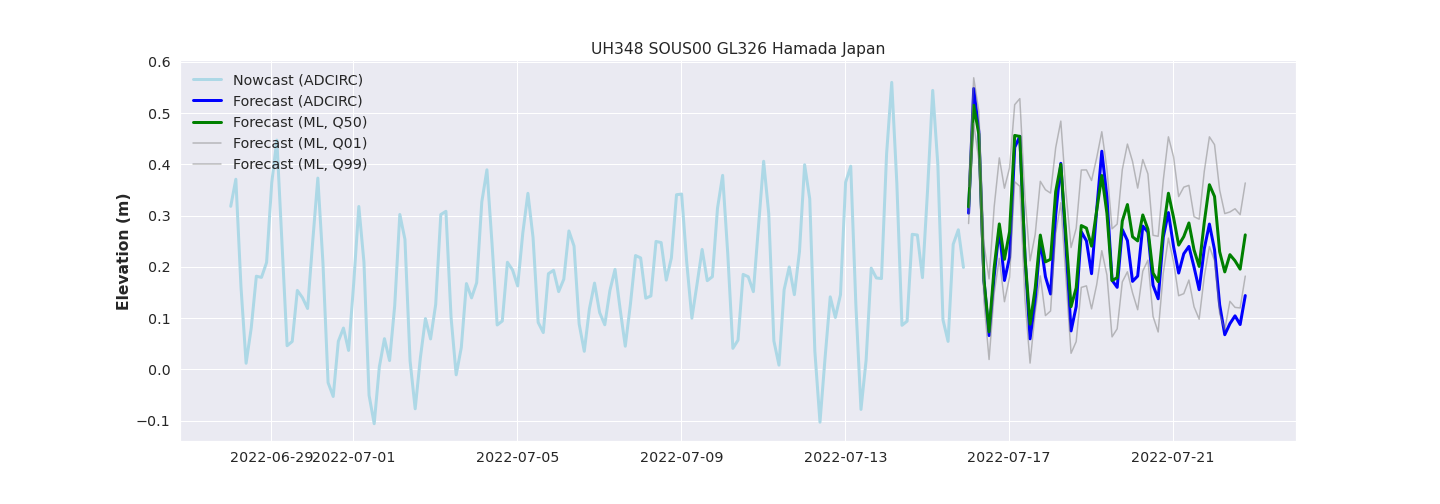 UH348 SOUS00 GL326 Hamada Japan
Nowcast (ADCIRC)
Forecast (ADCIRC)
Forecast (ML, Q50)
Forecast (ML, Q01)
Forecast (ML, Q99)
Elevation (m)
0.6
0.5
0.4
0.3
0.2
0.1
0.0
−0.1
2022-06-29 2022-07-01 2022-07-05 2022-07-09 2022-07-13 2022-07-17 2022-07-21